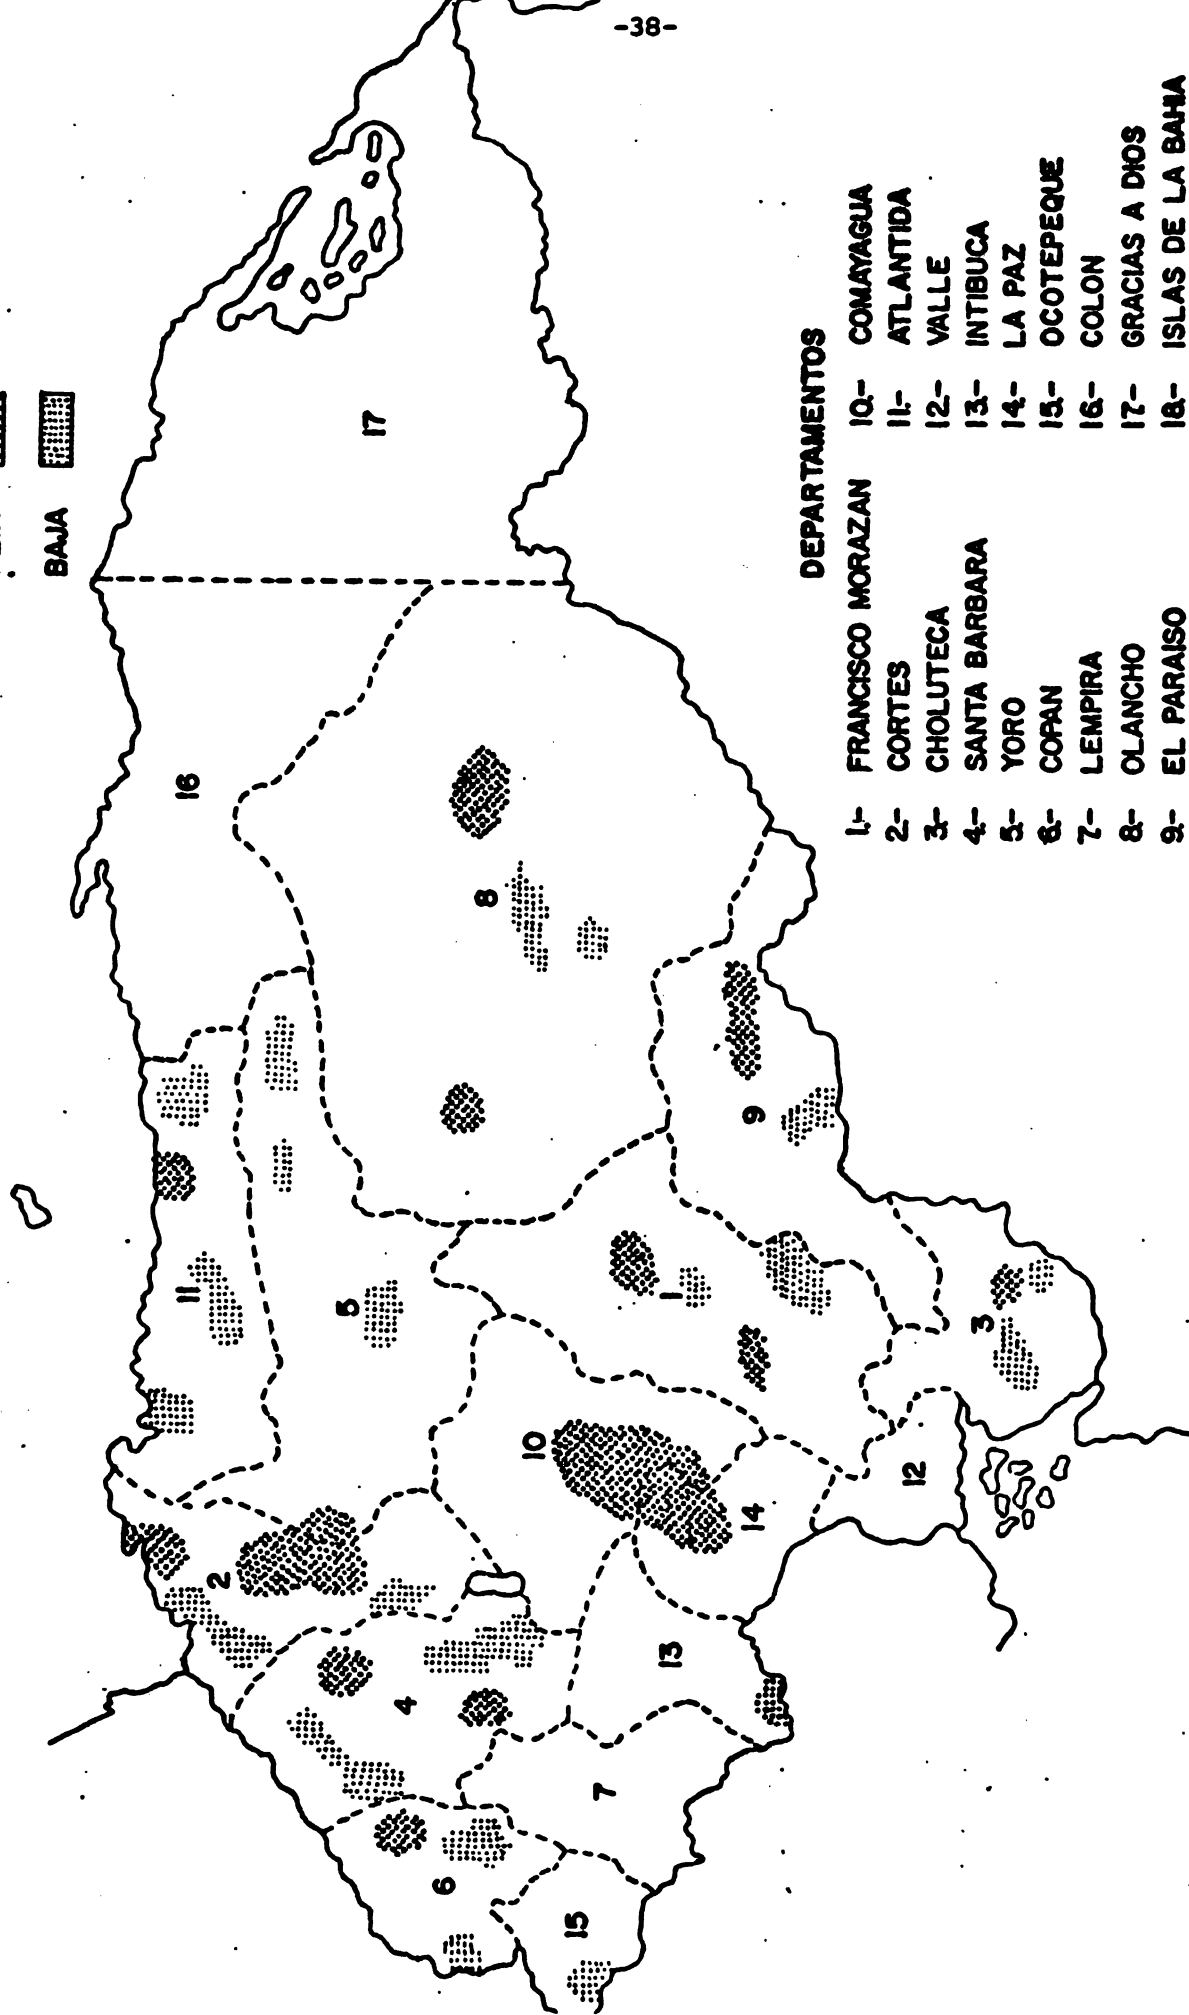 -38-
BAJA
17
16
8
11
5
9
1
3
10
2
14
12
4
13
6
7
15
DEPARTAMENTOS
1.- FRANCISCO MORAZAN 10.- COMAYAGUA
2.- CORTES 11.- ATLANTIDA
3.- CHOLUTECA 12.- VALLE
4.- SANTA BARBARA 13.- INTIBUCA
5.- YORO 14.- LA PAZ
6.- COPAN 15.- OCOTEPEQUE
7.- LEMPIRA 16.- COLON
8.- OLANCHO 17.- GRACIAS A DIOS
9.- EL PARAISO 18.- ISLAS DE LA BAHIA